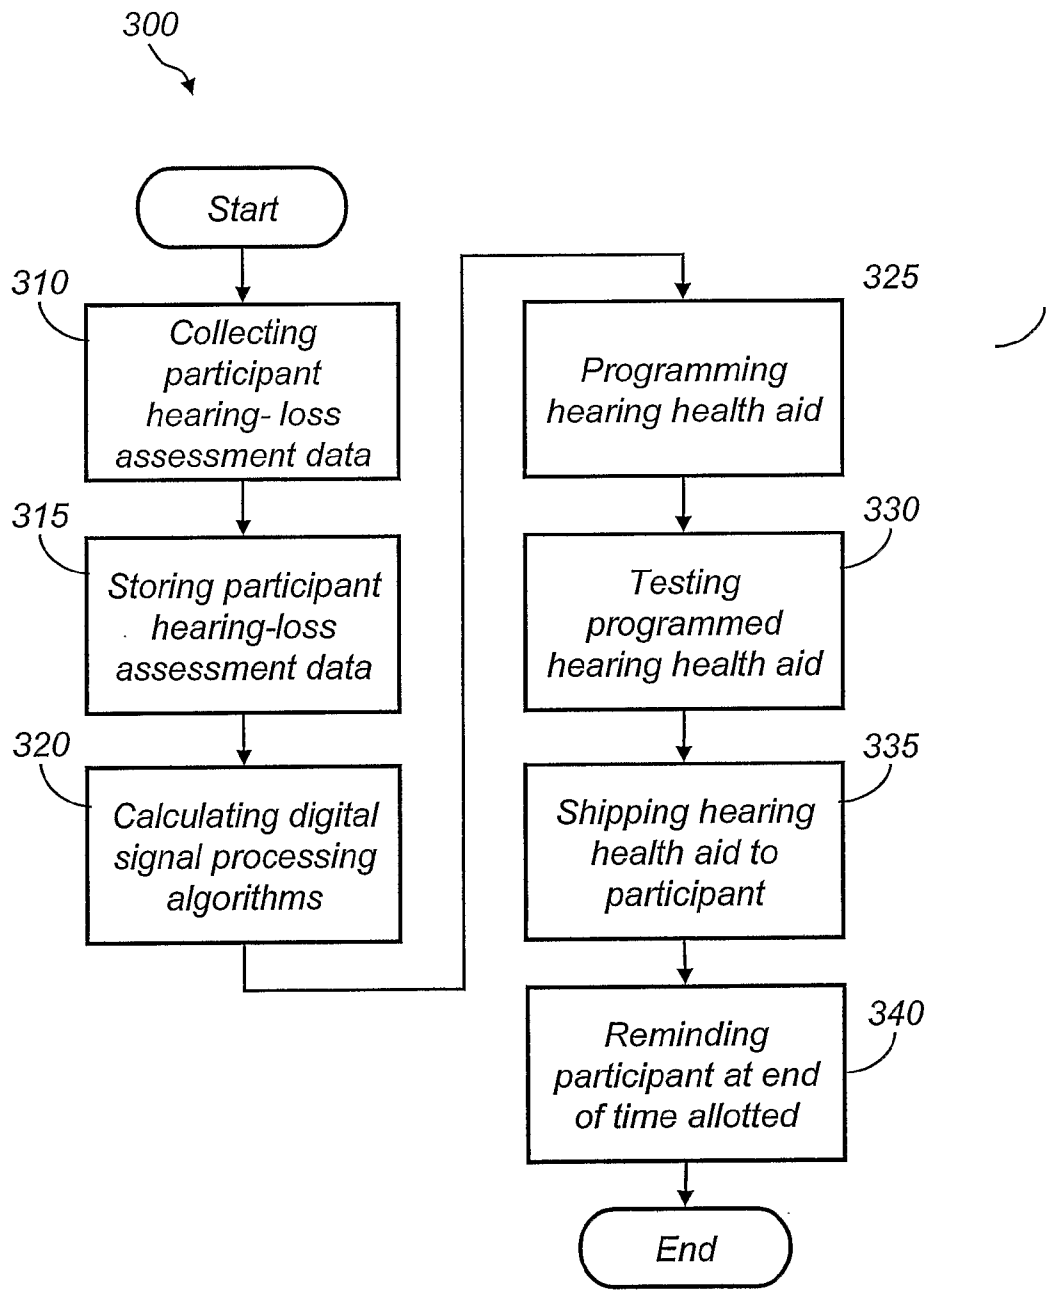 300
Start
310
Collecting
participant
hearing- loss
assessment data
315
Storing participant
hearing-loss
assessment data
320
Calculating digital
signal processing
algorithms
325
Programming
hearing health aid
330
Testing
programmed
hearing health aid
335
Shipping hearing
health aid to
participant
340
Reminding
participant at end
of time allotted
End